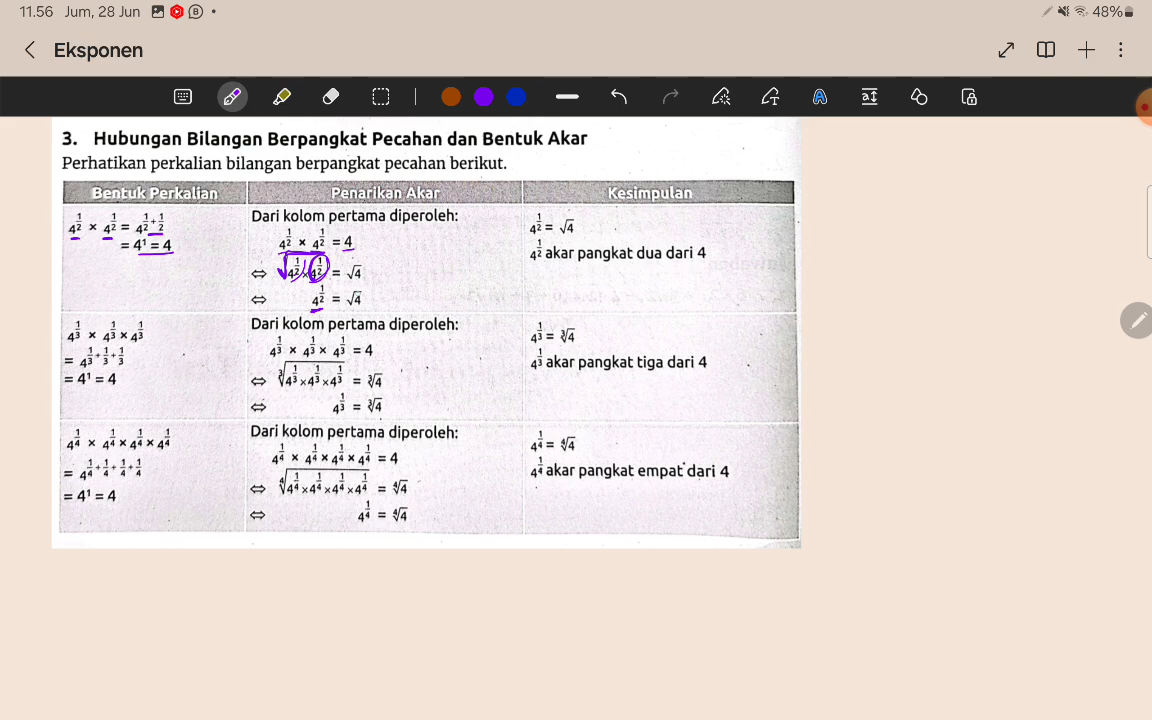 11.56 Jum, 28 Jun
48%
Eksponen
3. Hubungan Bilangan Berpangkat Pecahan dan Bentuk Akar
Perhatikan perkalian bilangan berpangkat pecahan berikut.
Bentuk Perkalian
Penarikan Akar
Kesimpulan
4^(1/2) × 4^(1/2) = 4^(1/2 + 1/2)
= 4¹ = 4
Dari kolom pertama diperoleh:
4^(1/2) × 4^(1/2) = 4
⇔ √(4^(1/2) × 4^(1/2)) = √4
⇔ 4^(1/2) = √4
4^(1/2) = √4
4^(1/2) akar pangkat dua dari 4
4^(1/3) × 4^(1/3) × 4^(1/3)
= 4^(1/3 + 1/3 + 1/3)
= 4¹ = 4
Dari kolom pertama diperoleh:
4^(1/3) × 4^(1/3) × 4^(1/3) = 4
⇔ ∛(4^(1/3) × 4^(1/3) × 4^(1/3)) = ∛4
⇔ 4^(1/3) = ∛4
4^(1/3) = ∛4
4^(1/3) akar pangkat tiga dari 4
4^(1/4) × 4^(1/4) × 4^(1/4) × 4^(1/4)
= 4^(1/4 + 1/4 + 1/4 + 1/4)
= 4¹ = 4
Dari kolom pertama diperoleh:
4^(1/4) × 4^(1/4) × 4^(1/4) × 4^(1/4) = 4
⇔ ∜(4^(1/4) × 4^(1/4) × 4^(1/4) × 4^(1/4)) = ∜4
⇔ 4^(1/4) = ∜4
4^(1/4) = ∜4
4^(1/4) akar pangkat empat dari 4